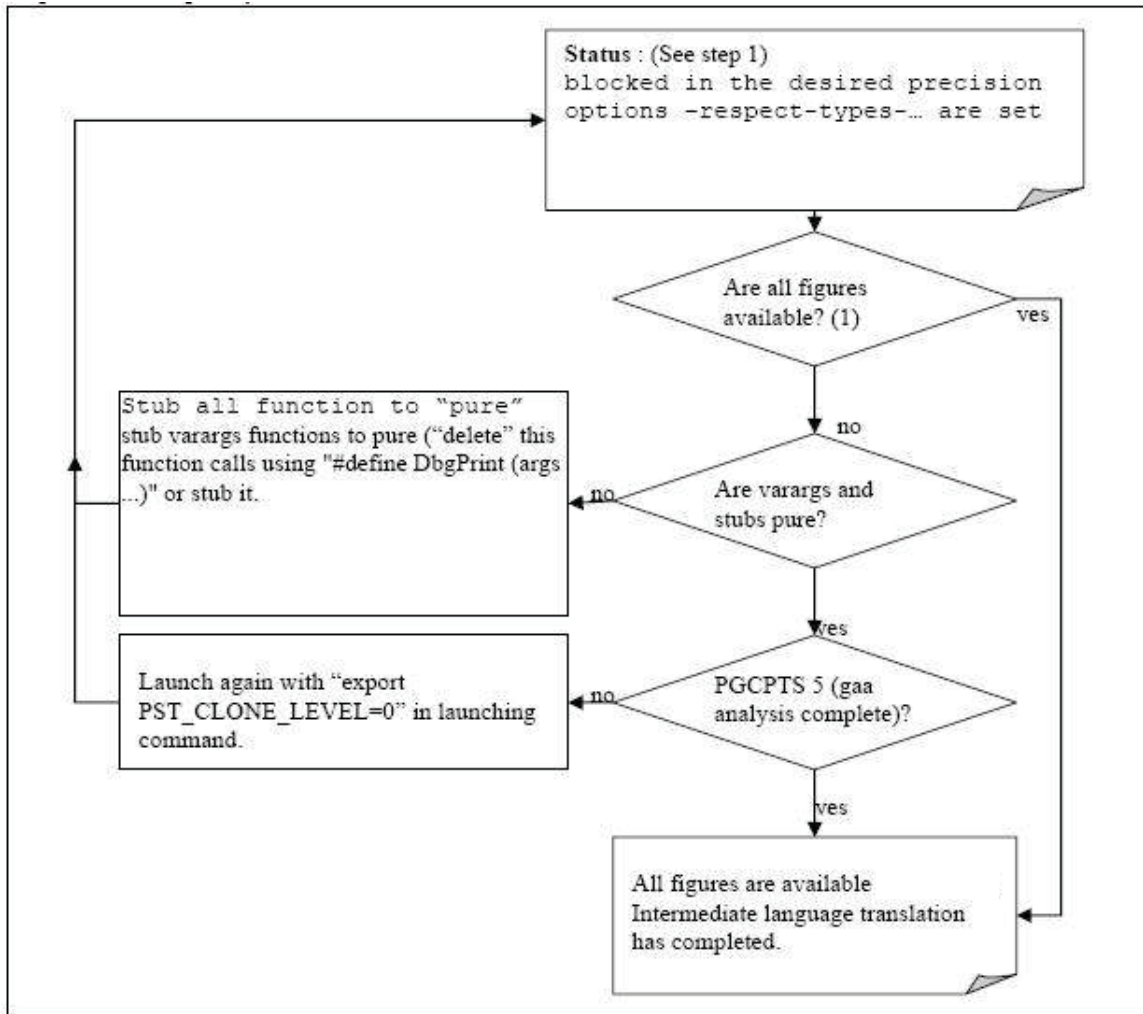 Status : (See step 1)
blocked in the desired precision
options –respect-types-… are set
Are all figures
available? (1)
yes
no
Stub all function to “pure”
stub varargs functions to pure (“delete” this
function calls using "#define DbgPrint (args
...)" or stub it.
no
Are varargs and
stubs pure?
yes
Launch again with “export
PST_CLONE_LEVEL=0” in launching
command.
no
PGCPTS 5 (gaa
analysis complete)?
yes
All figures are available
Intermediate language translation
has completed.